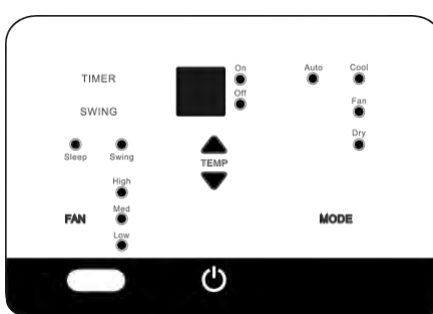 TIMER
SWING
On
Off
Auto
Cool
Fan
Dry
Sleep
Swing
TEMP
High
Med
Low
FAN
MODE